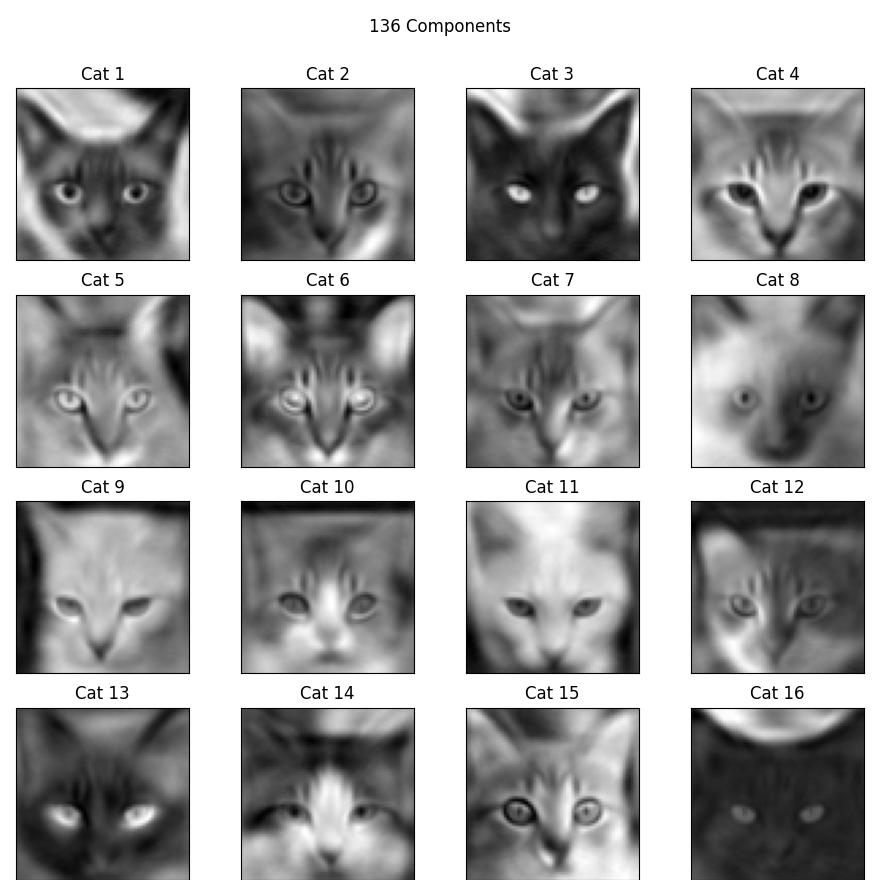 136 Components
Cat 1 Cat 2 Cat 3 Cat 4
Cat 5 Cat 6 Cat 7 Cat 8
Cat 9 Cat 10 Cat 11 Cat 12
Cat 13 Cat 14 Cat 15 Cat 16